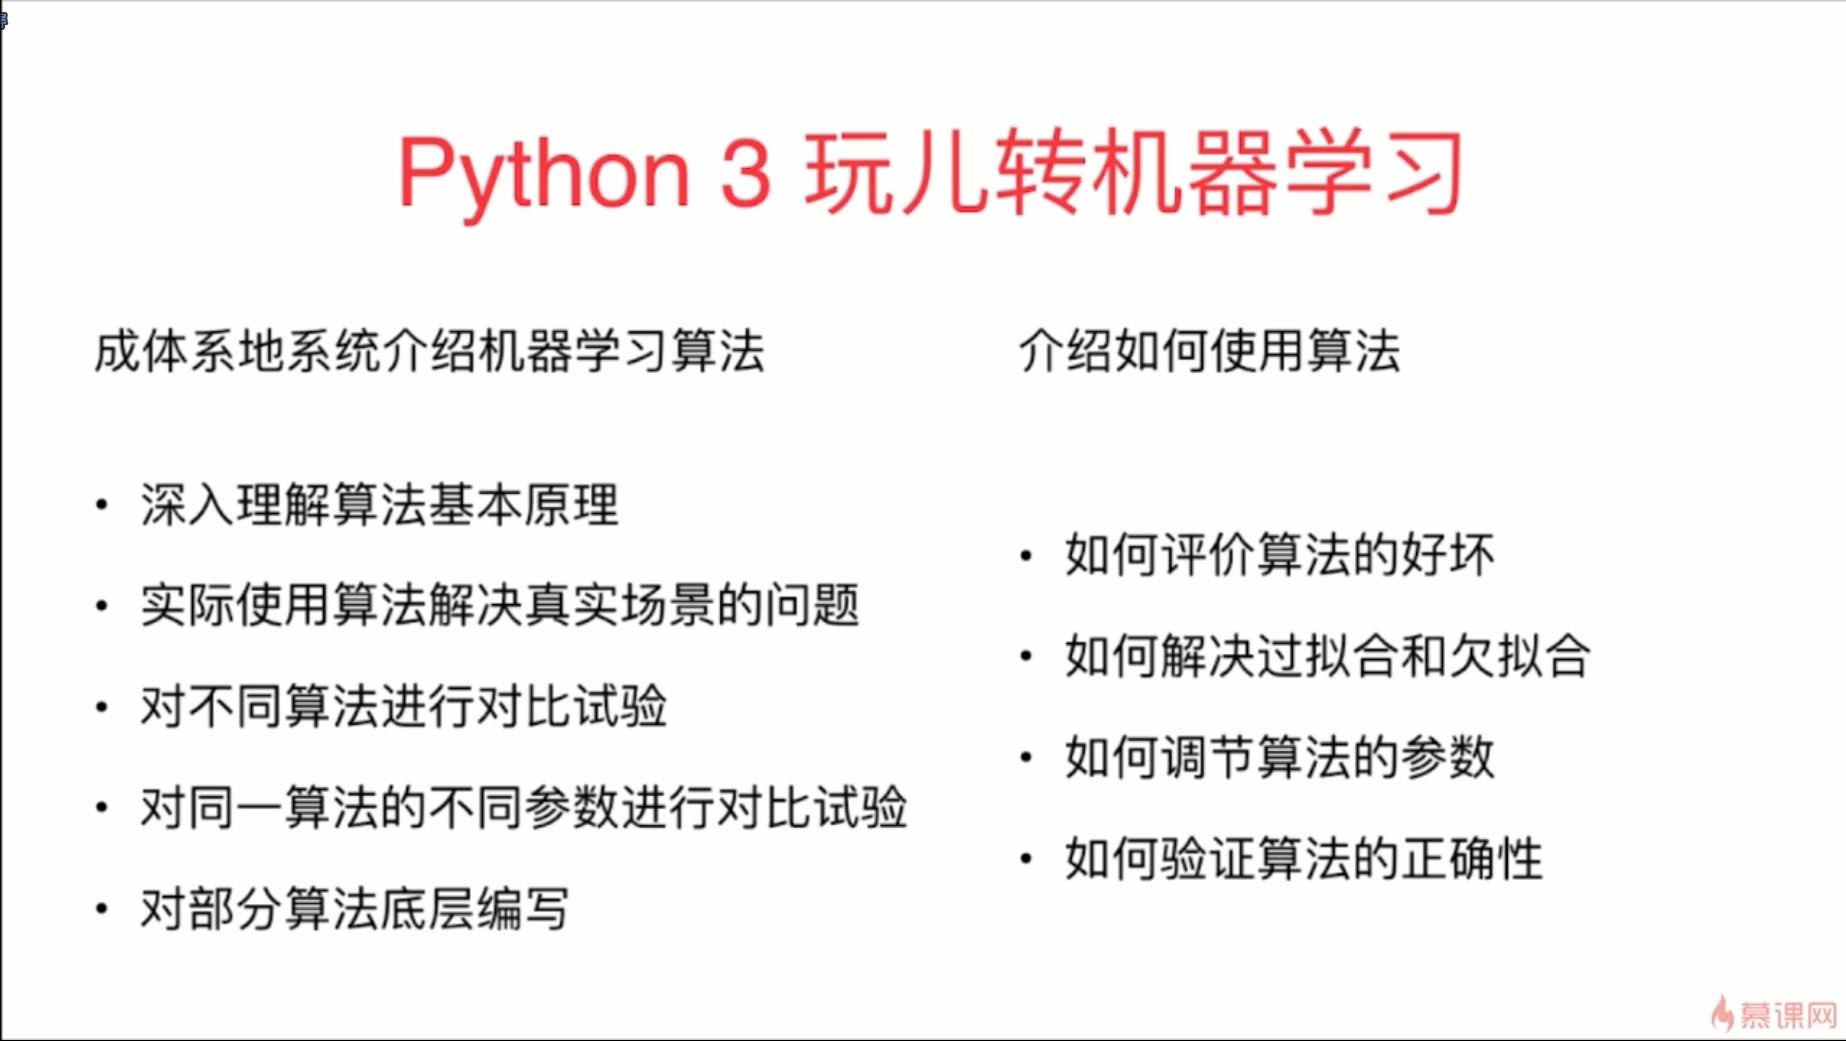 Python 3 玩儿转机器学习
成体系地系统介绍机器学习算法
• 深入理解算法基本原理
• 实际使用算法解决真实场景的问题
• 对不同算法进行对比试验
• 对同一算法的不同参数进行对比试验
• 对部分算法底层编写
介绍如何使用算法
• 如何评价算法的好坏
• 如何解决过拟合和欠拟合
• 如何调节算法的参数
• 如何验证算法的正确性
慕课网